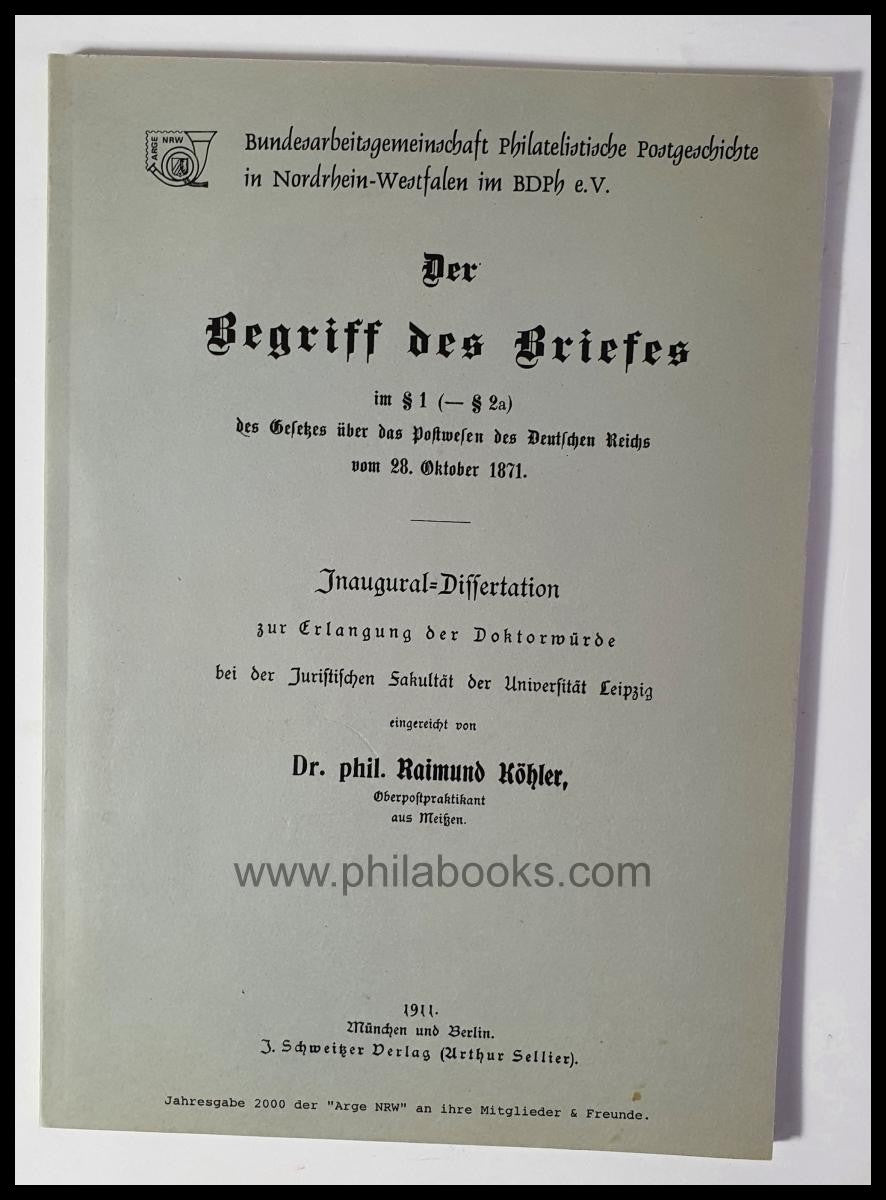 ARGE NRW
Bundesarbeitsgemeinschaft Philatelistische Postgeschichte
in Nordrhein-Westfalen im BDPh e.V.
Der
Begriff des Briefes
im § 1 (— § 2a)
des Geſetzes über das Poſtweſen des Deutſchen Reichs
vom 28. Oktober 1871.
Inaugural=Diſſertation
zur Erlangung der Doktorwürde
bei der Juriſtiſchen Fakultät der Univerſität Leipzig
eingereicht von
Dr. phil. Raimund Köhler,
Oberpoſtpraktikant
aus Meißen.
www.philabooks.com
1911.
München und Berlin.
J. Schweitzer Verlag (Arthur Sellier).
Jahresgabe 2000 der "Arge NRW" an ihre Mitglieder & Freunde.